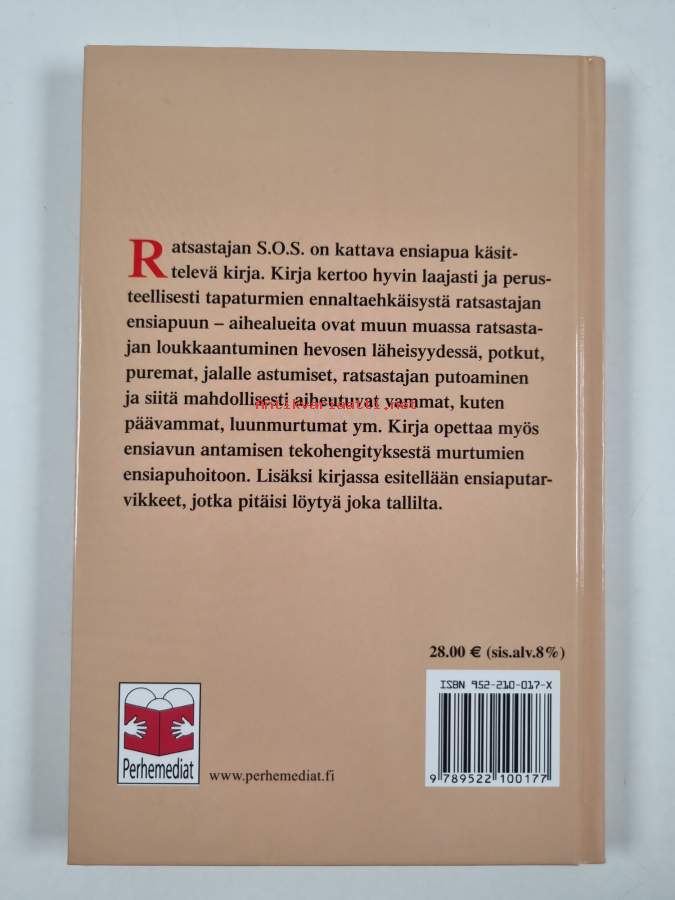 Ratsastajan S.O.S. on kattava ensiapua käsit-
televä kirja. Kirja kertoo hyvin laajasti ja perus-
teellisesti tapaturmien ennaltaehkäisystä ratsastajan
ensiapuun – aihealueita ovat muun muassa ratsasta-
jan loukkaantuminen hevosen läheisyydessä, potkut,
puremat, jalalle astumiset, ratsastajan putoaminen
ja siitä mahdollisesti aiheutuvat vammat, kuten
Antikvariaatti.net
päävammat, luunmurtumat ym. Kirja opettaa myös
ensiavun antamisen tekohengityksestä murtumien
ensiapuhoitoon. Lisäksi kirjassa esitellään ensiaputar-
vikkeet, jotka pitäisi löytyä joka tallilta.
28.00 € (sis.alv.8%)
ISBN 952-210-017-X
9 789522 100177
Perhemediat
www.perhemediat.fi